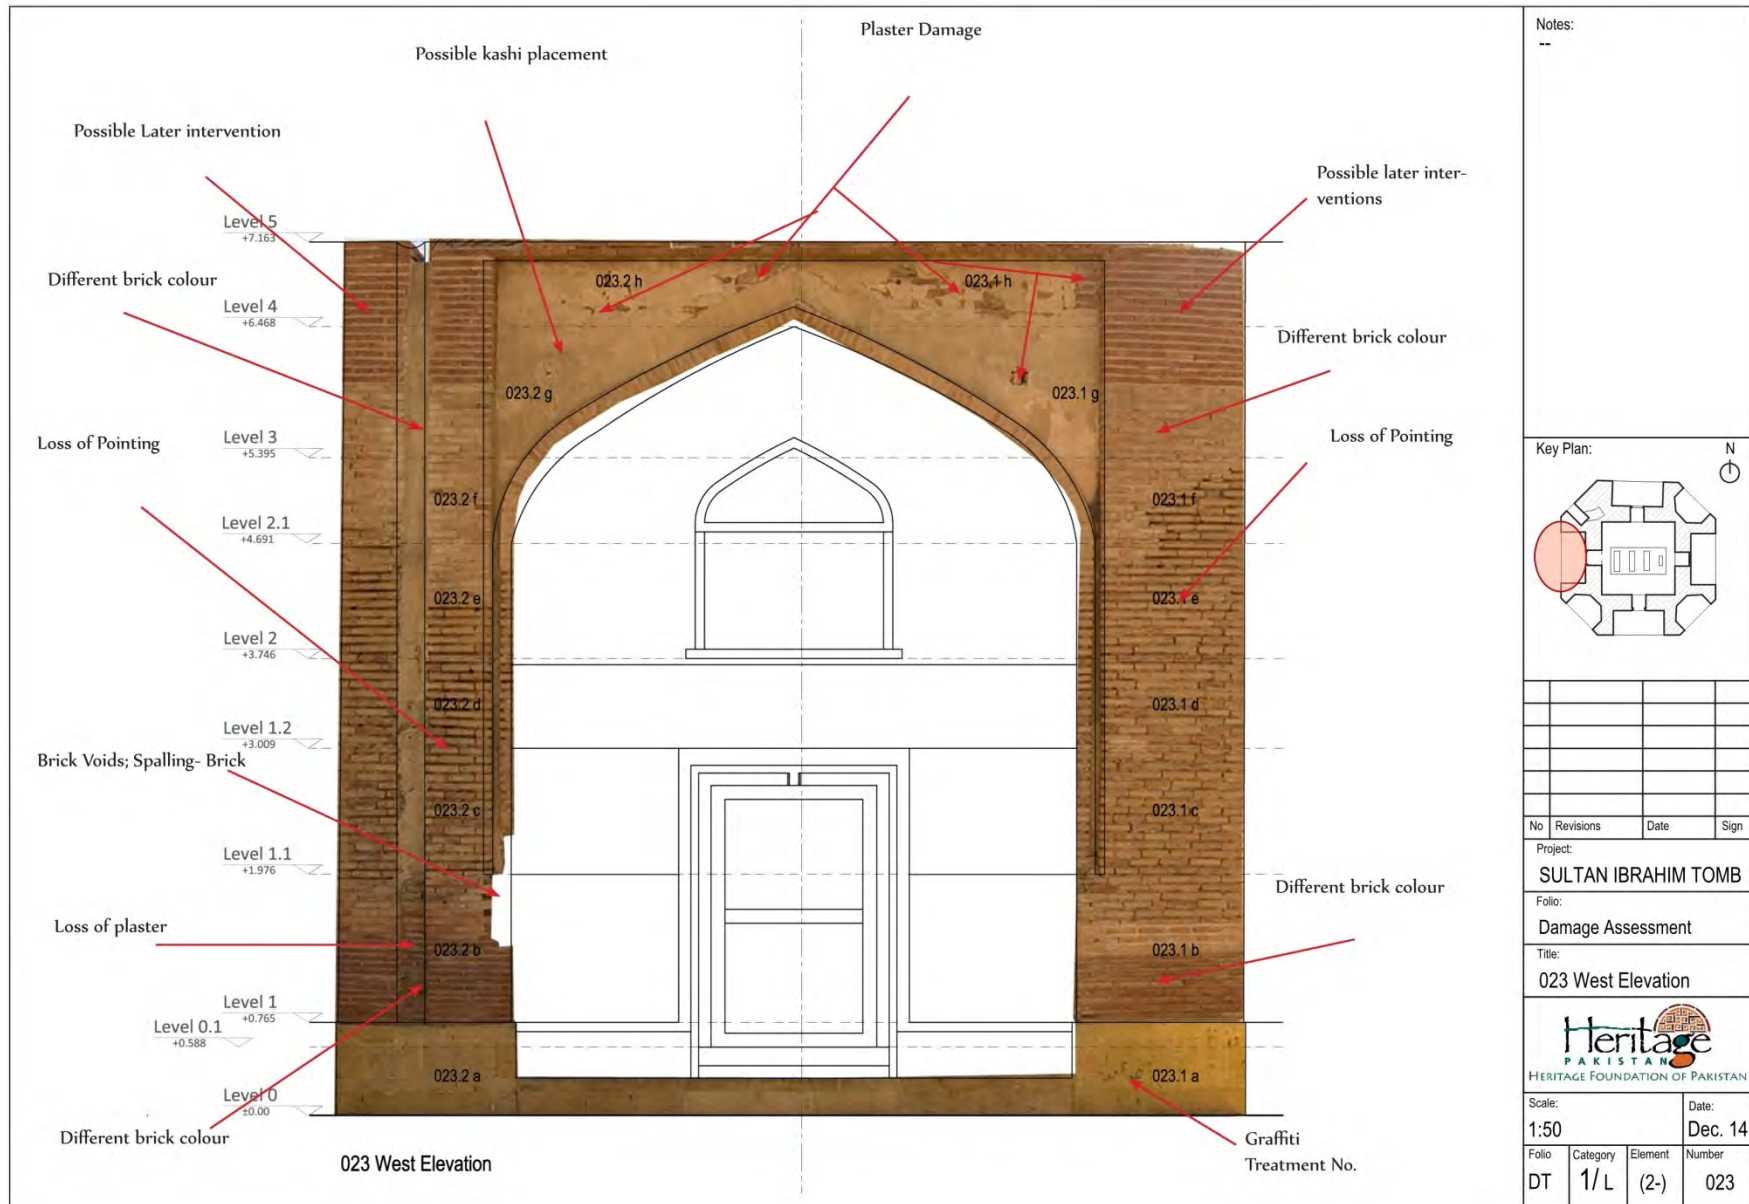 Plaster Damage
Possible kashi placement
Possible Later intervention
Possible later inter-
ventions
Level 5
+7.163
Different brick colour
023.2 h
023.1 h
Level 4
+6.468
Different brick colour
023.2 g
023.1 g
Loss of Pointing
Level 3
+5.395
Loss of Pointing
023.2 f
023.1 f
Level 2.1
+4.691
023.2 e
023.1 e
Level 2
+3.746
023.2 d
023.1 d
Level 1.2
+3.009
Brick Voids; Spalling- Brick
023.2 c
023.1 c
Level 1.1
+1.976
Different brick colour
Loss of plaster
023.2 b
023.1 b
Level 1
+0.765
Level 0.1
+0.588
023.2 a
023.1 a
Level 0
±0.00
Different brick colour
Graffiti
Treatment No.
023 West Elevation
Notes:
--
Key Plan:
N
No Revisions Date Sign
Project:
SULTAN IBRAHIM TOMB
Folio:
Damage Assessment
Title:
023 West Elevation
Heritage
PAKISTAN
HERITAGE FOUNDATION OF PAKISTAN
Scale:
1:50
Date:
Dec. 14
Folio Category Element Number
DT 1/ L (2-) 023